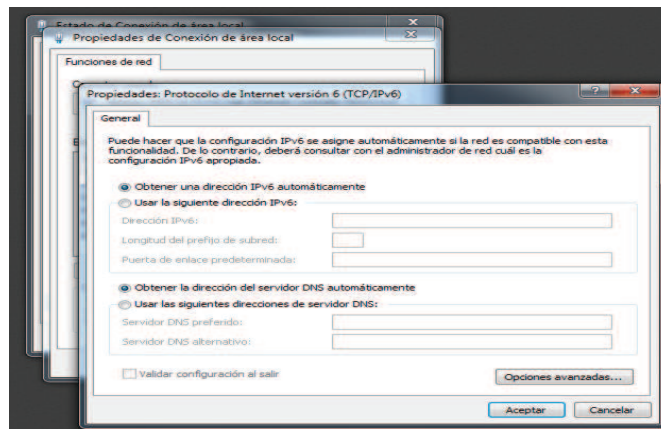 Estado de Conexión de área local
Propiedades de Conexión de área local
Funciones de red
Propiedades: Protocolo de Internet versión 6 (TCP/IPv6)
General
Puede hacer que la configuración IPv6 se asigne automáticamente si la red es compatible con esta
funcionalidad. De lo contrario, deberá consultar con el administrador de red cuál es la
configuración IPv6 apropiada.
Obtener una dirección IPv6 automáticamente
Usar la siguiente dirección IPv6:
Dirección IPv6:
Longitud del prefijo de subred:
Puerta de enlace predeterminada:
Obtener la dirección del servidor DNS automáticamente
Usar las siguientes direcciones de servidor DNS:
Servidor DNS preferido:
Servidor DNS alternativo:
Validar configuración al salir
Opciones avanzadas...
Aceptar
Cancelar